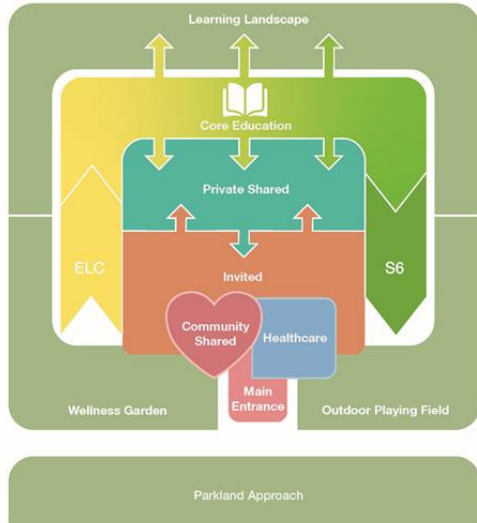 Learning Landscape
Core Education
Private Shared
ELC
S6
Invited
Community
Shared
Healthcare
Main
Entrance
Wellness Garden
Outdoor Playing Field
Parkland Approach